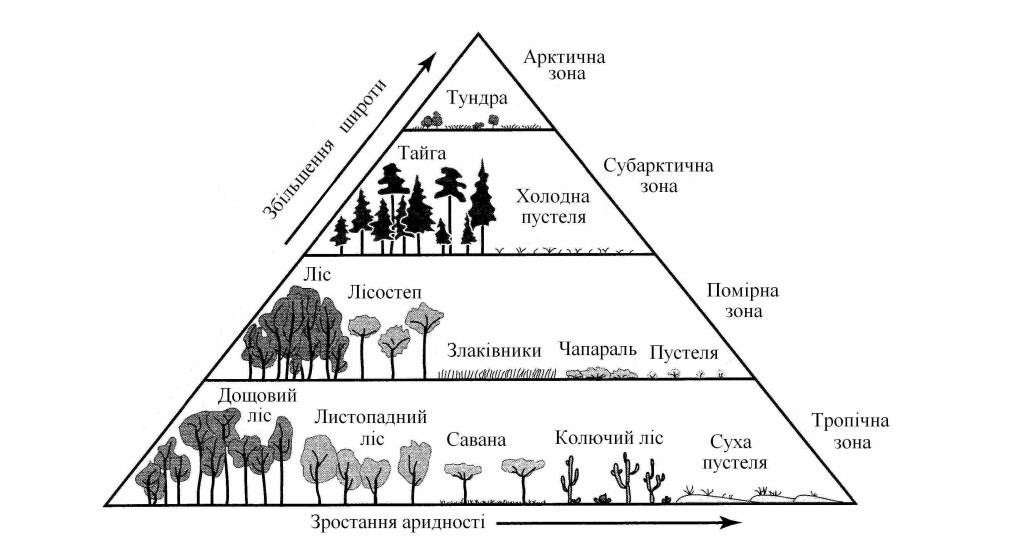 Збільшення широти
Арктична
зона
Тундра
Тайга
Холодна
пустеля
Субарктична
зона
Ліс
Лісостеп
Злаківники
Чапараль
Пустеля
Помірна
зона
Дощовий
ліс
Листопадний
ліс
Савана
Колючий ліс
Суха
пустеля
Тропічна
зона
Зростання аридності